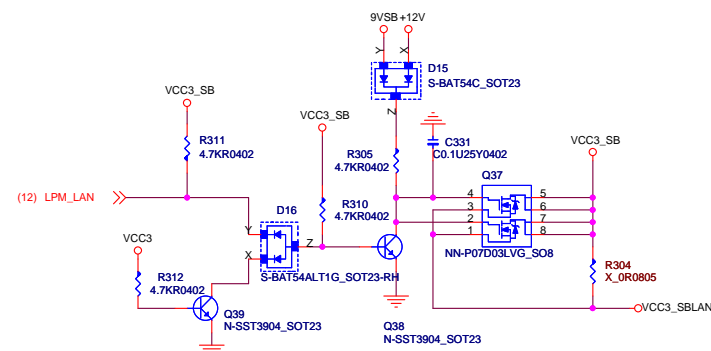 9VSB +12V
Y
X
D15
S-BAT54C_SOT23
Z
VCC3_SB
R311
4.7KR0402
VCC3_SB
C331
C0.1U25Y0402
R305
4.7KR0402
VCC3_SB
Q37
(12) LPM_LAN
D16
R310
4.7KR0402
4
3
2
1
5
6
7
8
Y
X
Z
VCC3
S-BAT54ALT1G_SOT23-RH
NN-P07D03LVG_SO8
R304
X_0R0805
R312
4.7KR0402
VCC3_SBLAN
Q39
N-SST3904_SOT23
Q38
N-SST3904_SOT23